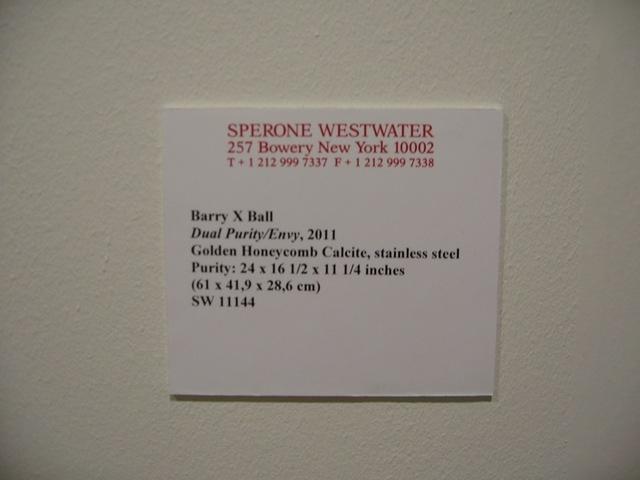 SPERONE WESTWATER
257 Bowery New York 10002
T + 1 212 999 7337 F + 1 212 999 7338
Barry X Ball
Dual Purity/Envy, 2011
Golden Honeycomb Calcite, stainless steel
Purity: 24 x 16 1/2 x 11 1/4 inches
(61 x 41,9 x 28,6 cm)
SW 11144